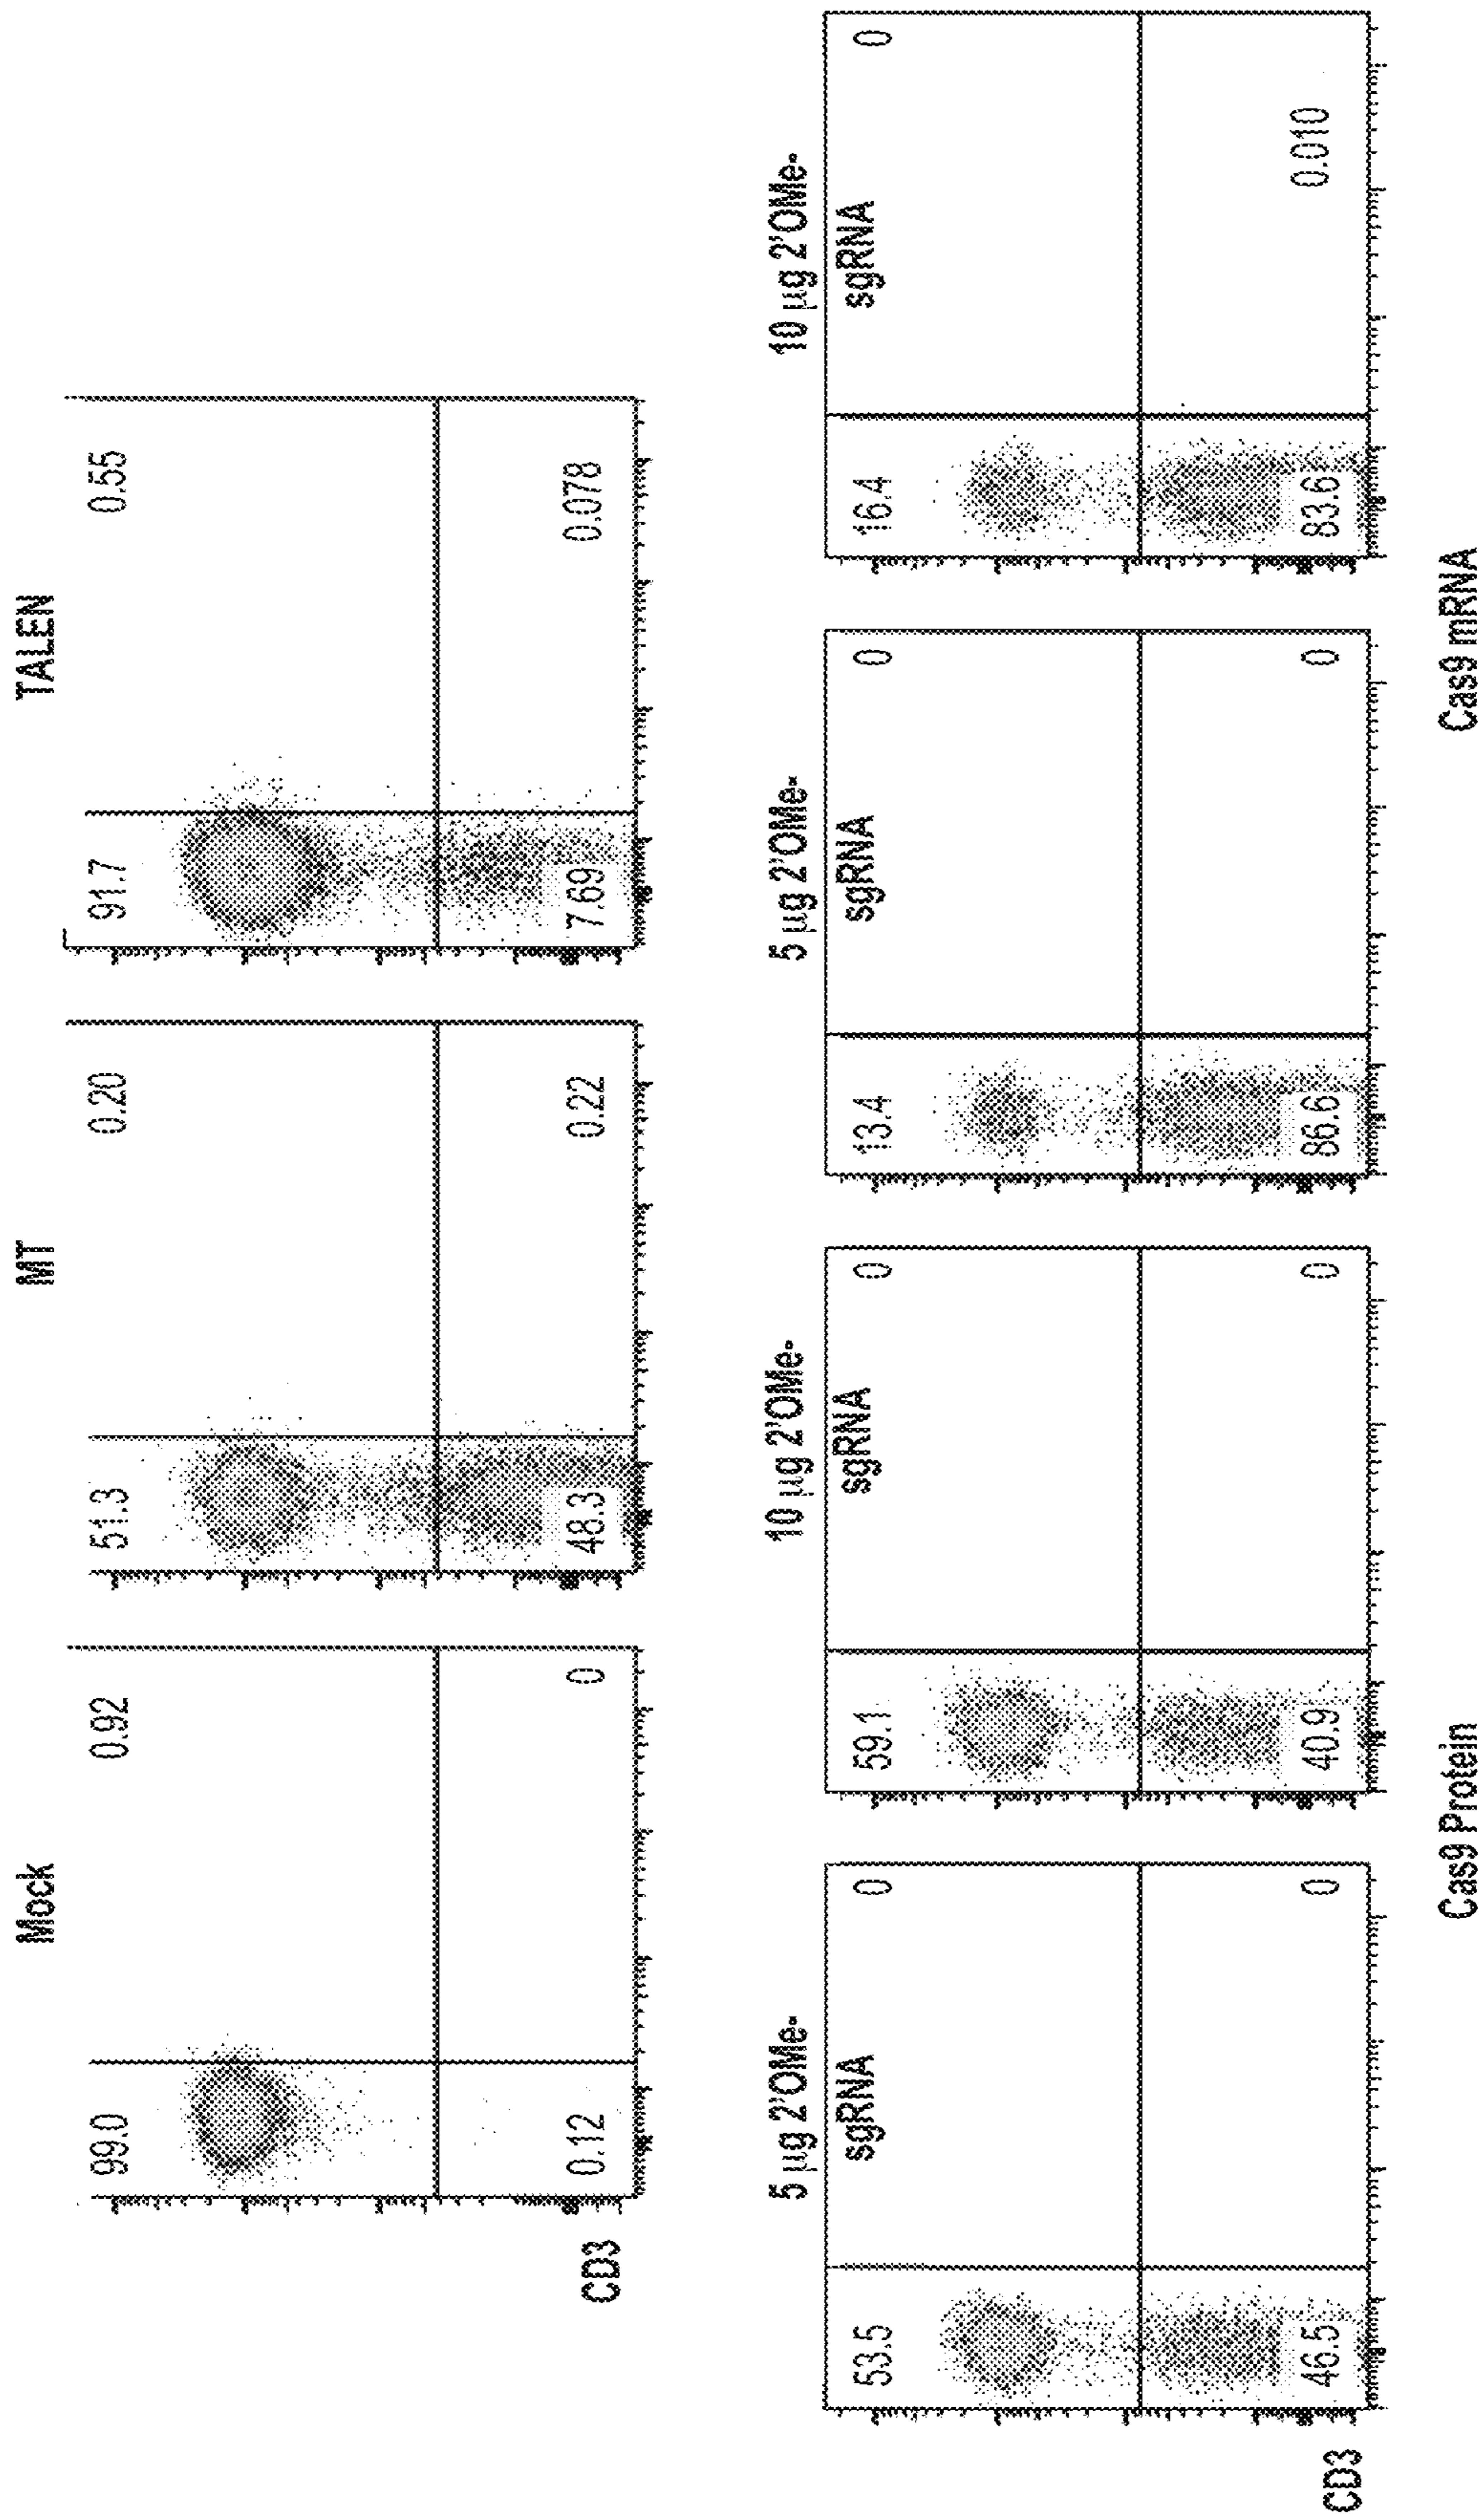 Mock
MT
TALEN
99.0
0.92
51.3
0.20
91.7
0.55
0.12
0
48.3
0.22
7.69
0.078
CD3
5 µg 2'OMe-
10 µg 2'OMe-
5 µg 2'OMe-
10 µg 2'OMe-
sgRNA
sgRNA
sgRNA
sgRNA
53.5
0
59.1
0
13.4
0
16.4
0
46.5
0
40.9
0
86.6
0
83.6
0.010
CD3
Cas9 Protein
Cas9 mRNA